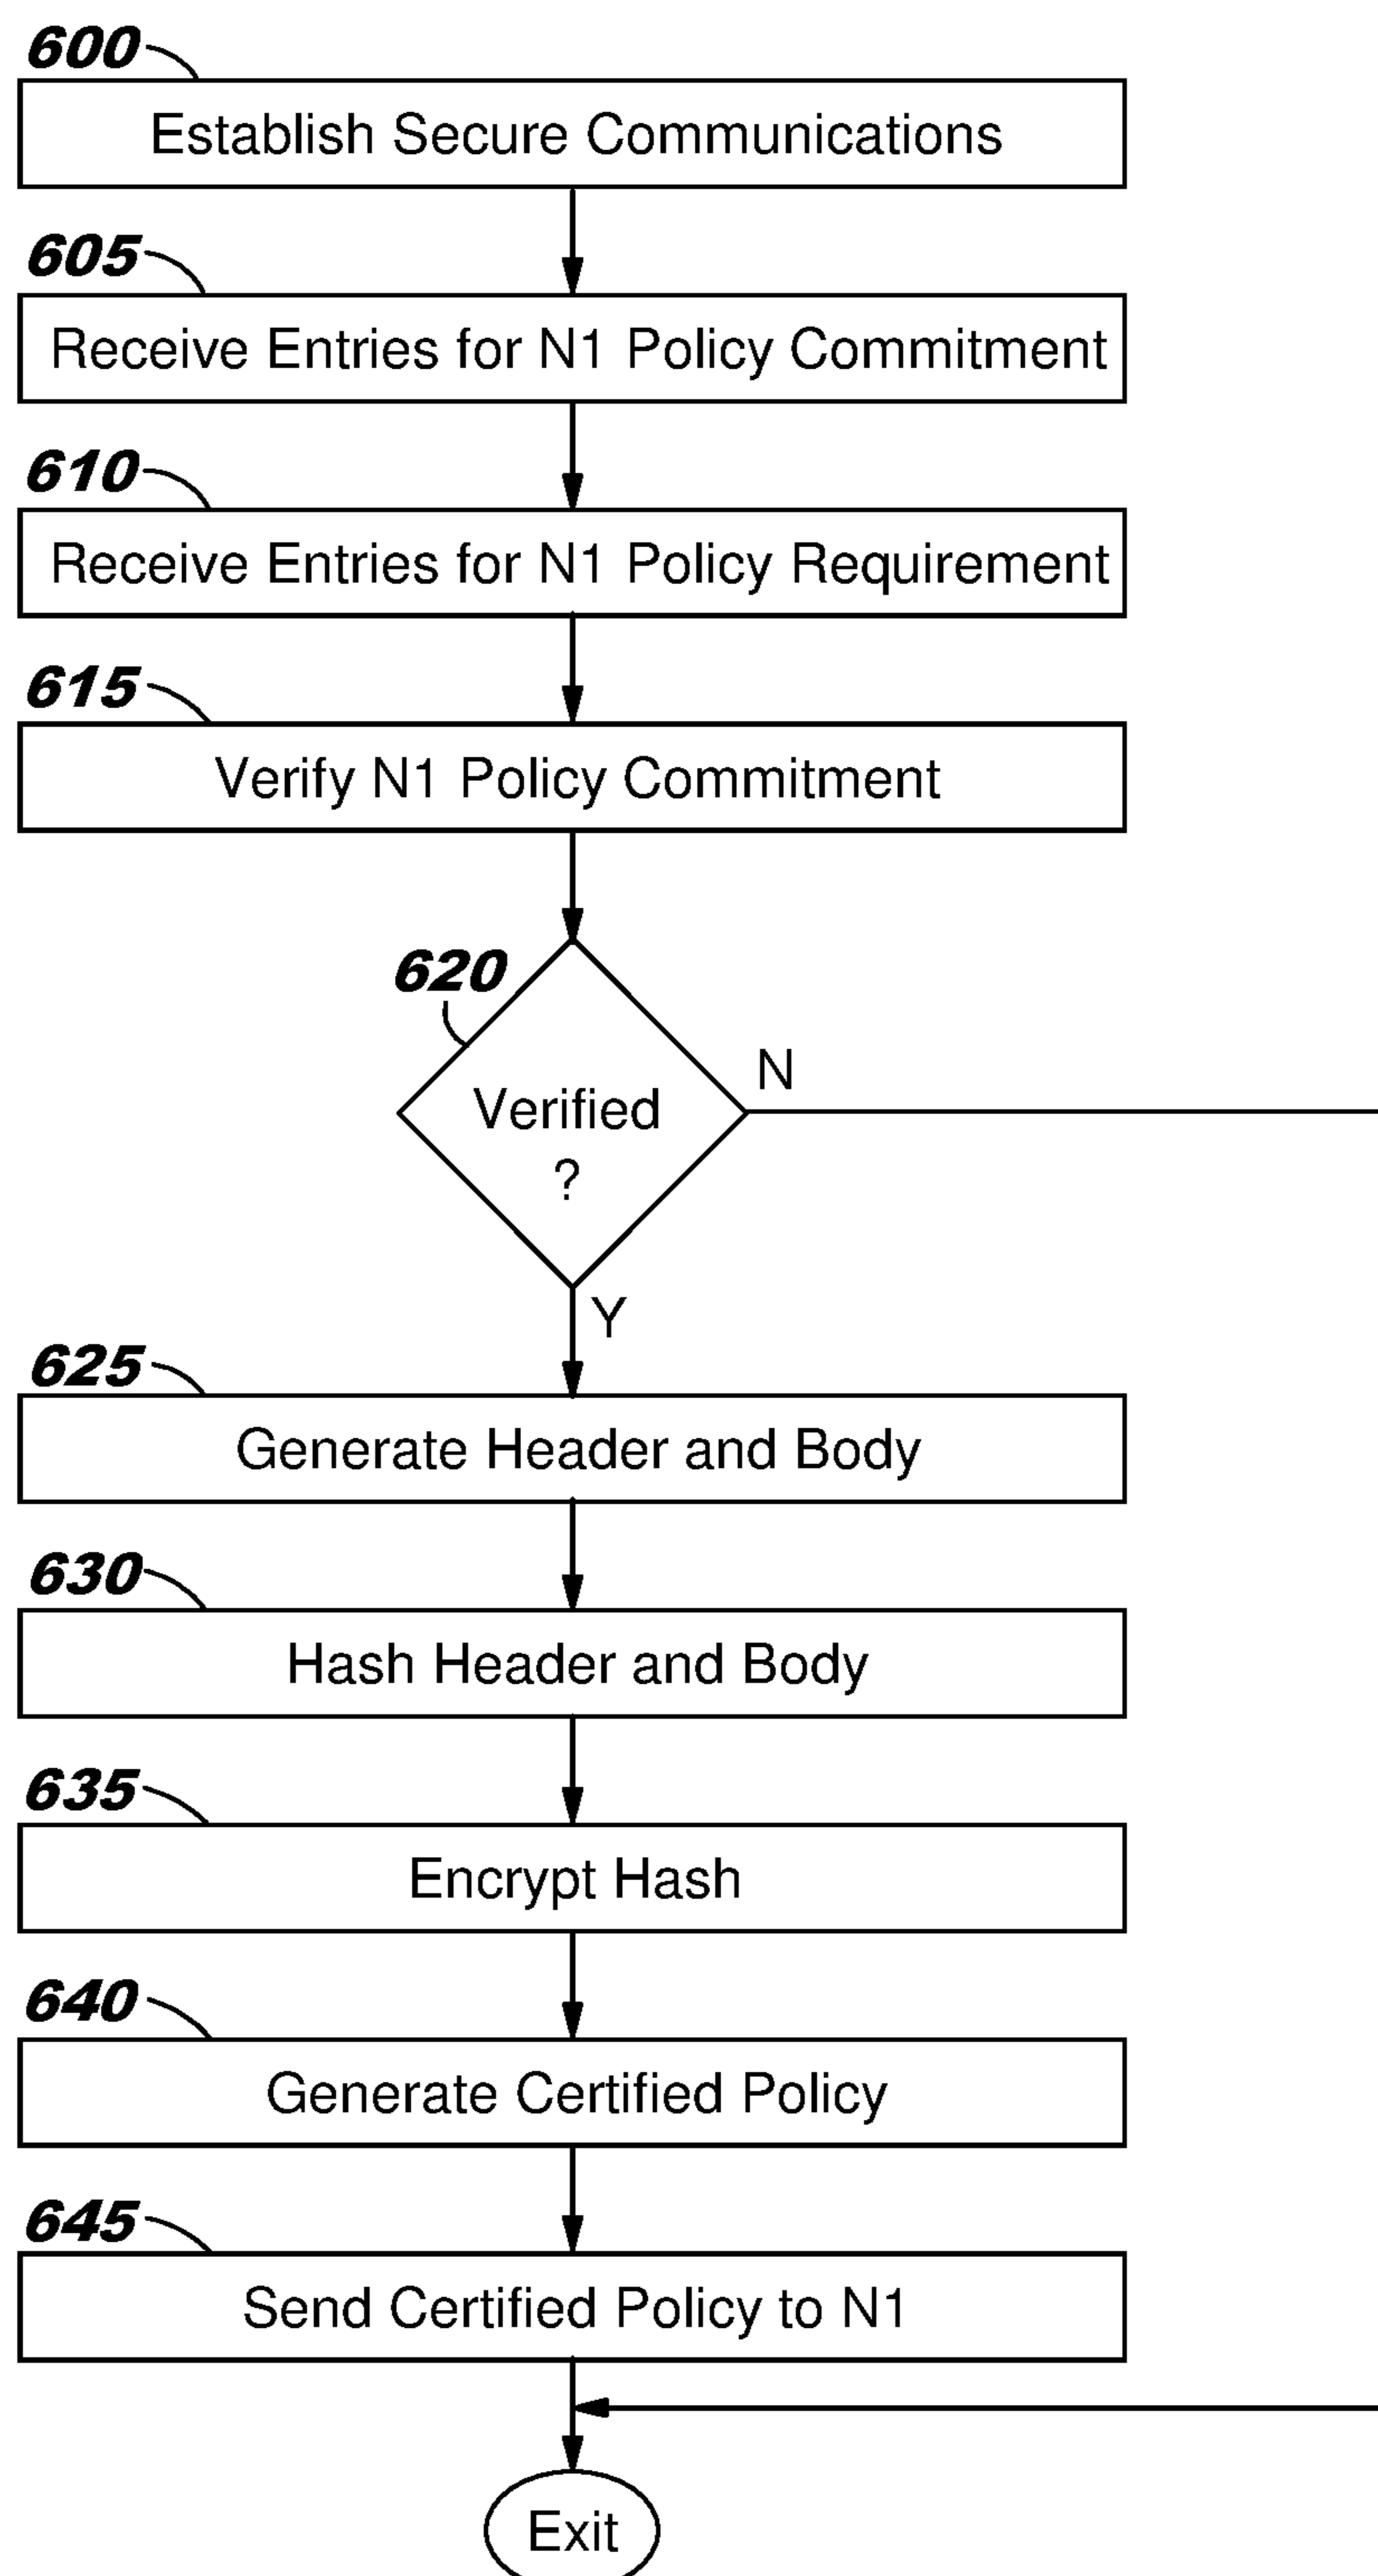 600
Establish Secure Communications
605
Receive Entries for N1 Policy Commitment
610
Receive Entries for N1 Policy Requirement
615
Verify N1 Policy Commitment
620
Verified
?
N
Y
625
Generate Header and Body
630
Hash Header and Body
635
Encrypt Hash
640
Generate Certified Policy
645
Send Certified Policy to N1
Exit